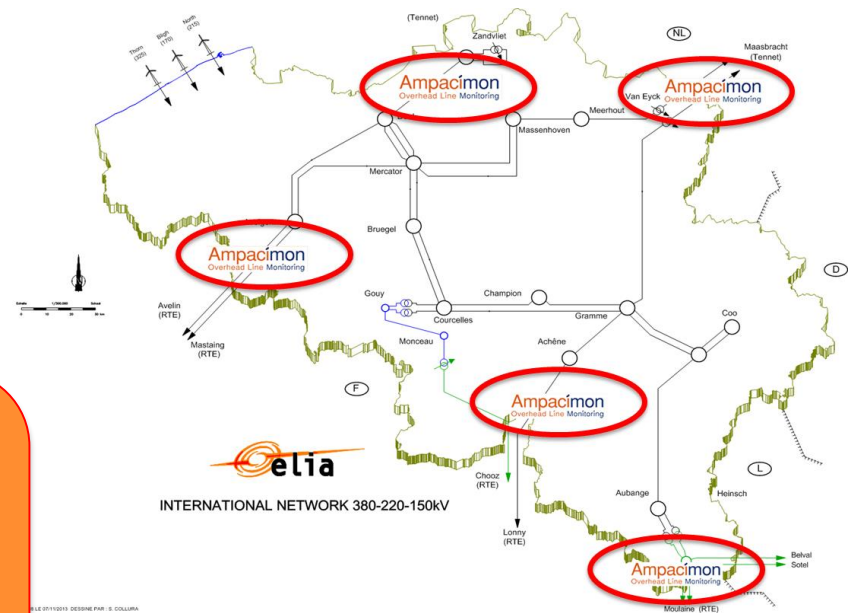 (Tennet)
Zandvliet
NL
North
(215)
Bligh
(170)
Thorn
(325)
Maasbracht
(Tennet)
Ampacimon
Overhead Line Monitoring
Ampacimon
Overhead Line Monitoring
Van Eyck
Meerhout
Massenhoven
Mercator
Bruegel
Ampacimon
Overhead Line Monitoring
D
Champion
Gouy
Courcelles
Gramme
Coo
Avelin
(RTE)
Monceau
Achêne
Mastaing
(RTE)
F
Ampacimon
Overhead Line Monitoring
elia
INTERNATIONAL NETWORK 380-220-150kV
Chooz
(RTE)
L
Aubange
Heinsch
Lonny
(RTE)
Belval
Sotel
Ampacimon
Overhead Line Monitoring
Moulaine (RTE)
LE 07/11/2013 DESSINE PAR : S. COLLURA